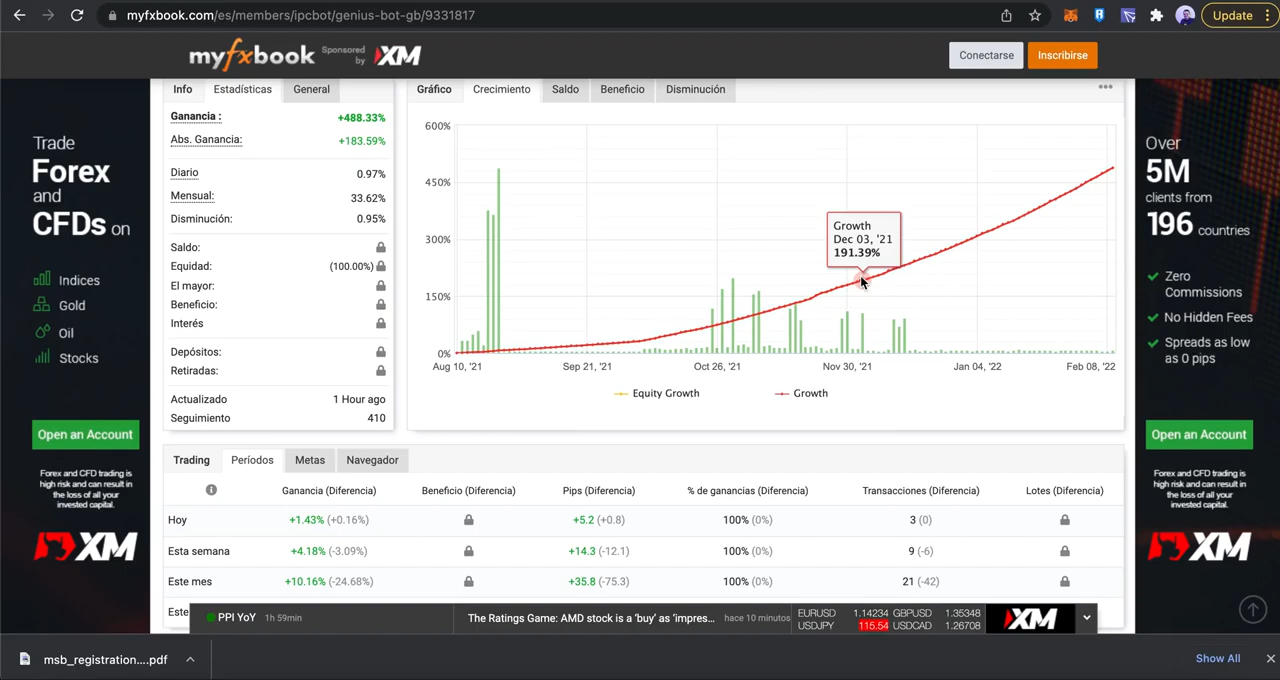 myfxbook.com/es/members/ipcbot/genius-bot-gb/9331817
Update
myfxbook Sponsored by XM
Conectarse
Inscribirse
Trade
Forex
and
CFDs on
Indices
Gold
Oil
Stocks
Open an Account
Forex and CFD trading is
high risk and can result in
the loss of all your
invested capital.
XM
Info
Estadísticas
General
Ganancia :
+488.33%
Abs. Ganancia:
+183.59%
Diario
0.97%
Mensual:
33.62%
Disminución:
0.95%
Saldo:
Equidad:
(100.00%)
El mayor:
Beneficio:
Interés
Depósitos:
Retiradas:
Actualizado
1 Hour ago
Seguimiento
410
Gráfico
Crecimiento
Saldo
Beneficio
Disminución
600%
450%
300%
150%
0%
Growth
Dec 03, '21
191.39%
Aug 10, '21
Sep 21, '21
Oct 26, '21
Nov 30, '21
Jan 04, '22
Feb 08, '22
Equity Growth
Growth
Trading
Períodos
Metas
Navegador
Ganancia (Diferencia)
Beneficio (Diferencia)
Pips (Diferencia)
% de ganancias (Diferencia)
Transacciones (Diferencia)
Lotes (Diferencia)
Hoy
+1.43% (+0.16%)
+5.2 (+0.8)
100% (0%)
3 (0)
Esta semana
+4.18% (-3.09%)
+14.3 (-12.1)
100% (0%)
9 (-6)
Este mes
+10.16% (-24.68%)
+35.8 (-75.3)
100% (0%)
21 (-42)
Este
PPI YoY
1h 59min
The Ratings Game: AMD stock is a 'buy' as 'impres...
hace 10 minutos
EURUSD 1.14234 GBPUSD 1.35348
USDJPY 115.54 USDCAD 1.26708
XM
Over
5M
clients from
196 countries
Zero
Commissions
No Hidden Fees
Spreads as low
as 0 pips
Open an Account
Forex and CFD trading is
high risk and can result in
the loss of all your
invested capital.
XM
msb_registration....pdf
Show All